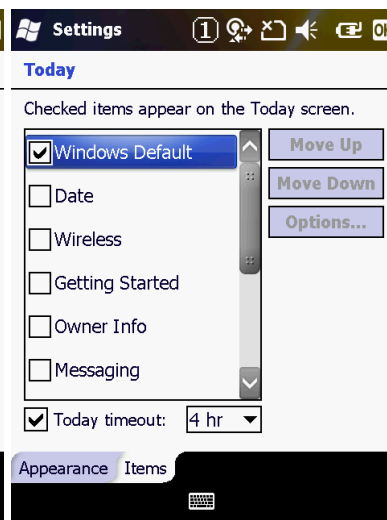 Settings 1
Today
Checked items appear on the Today screen.
Windows Default
Move Up
Date
Move Down
Wireless
Options...
Getting Started
Owner Info
Messaging
Today timeout: 4 hr
Appearance Items